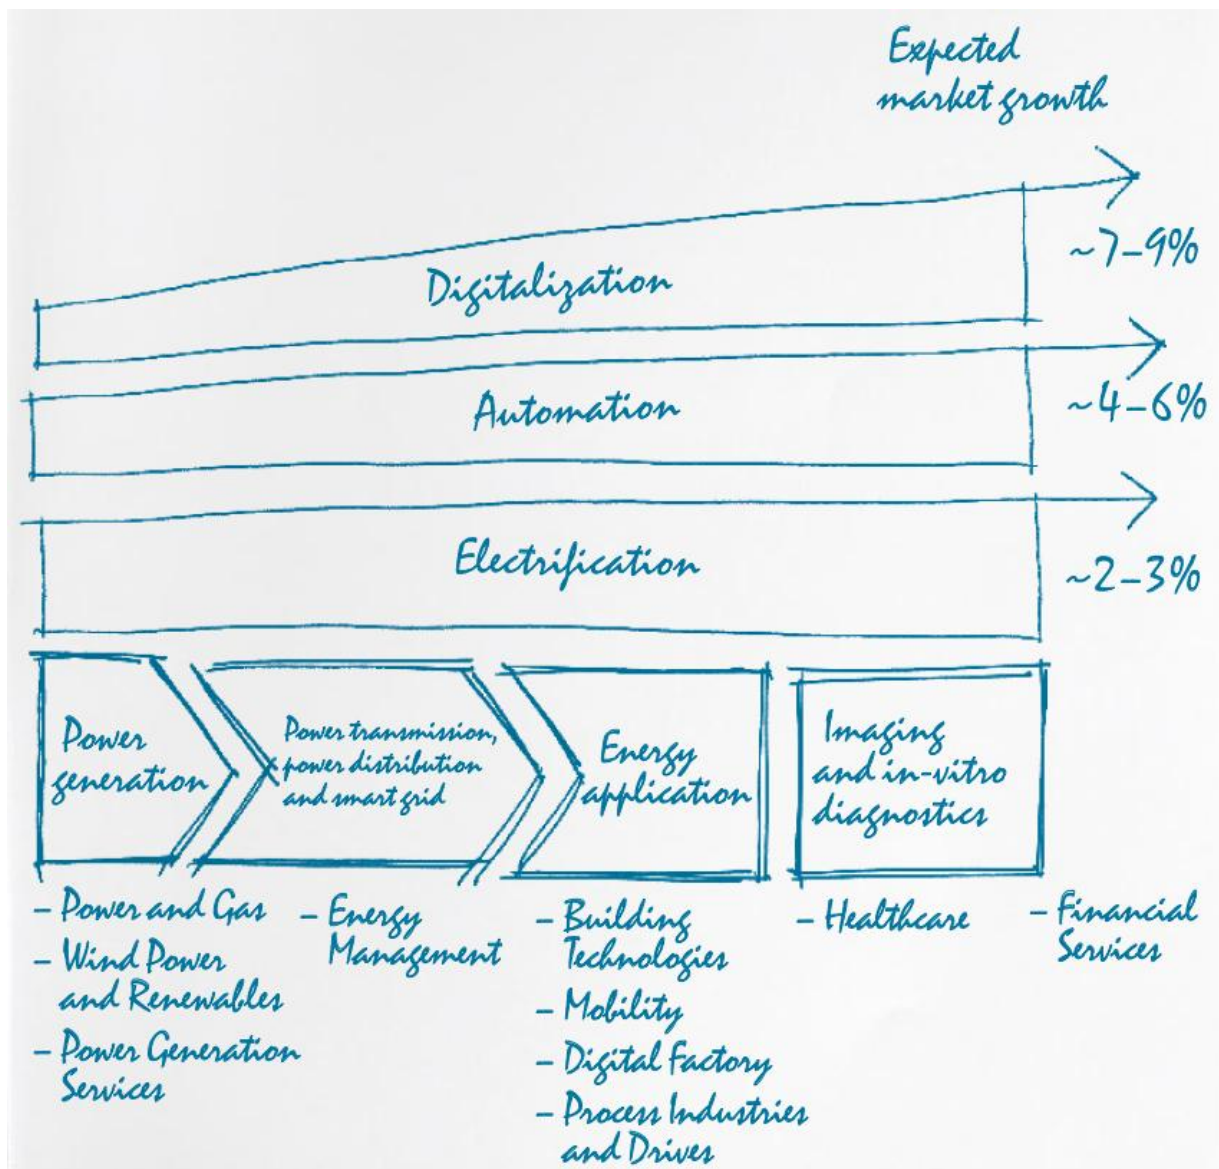 Expected
market growth
~7–9%
Digitalization
Automation
~4–6%
Electrification
~2–3%
Power
generation
Power transmission,
power distribution
and smart grid
Energy
application
Imaging
and in-vitro
diagnostics
– Power and Gas
– Wind Power
and Renewables
– Power Generation
Services
– Energy
Management
– Building
Technologies
– Mobility
– Digital Factory
– Process Industries
and Drives
– Healthcare
– Financial
Services